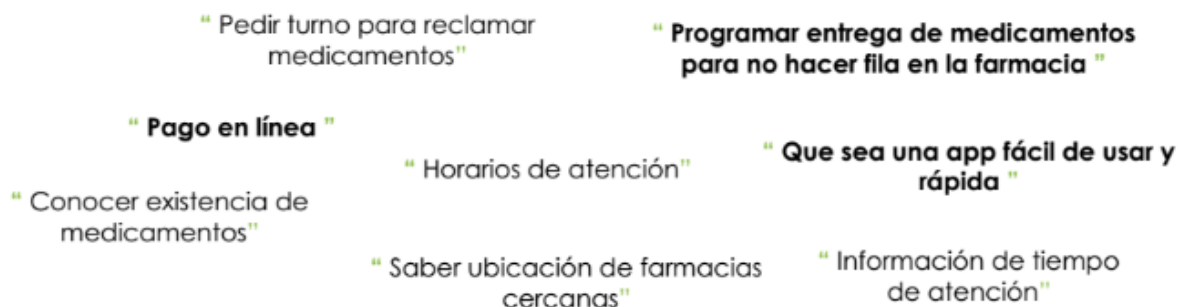 “ Pedir turno para reclamar
medicamentos”
“ Programar entrega de medicamentos
para no hacer fila en la farmacia ”
“ Pago en línea ”
“ Horarios de atención”
“ Que sea una app fácil de usar y
rápida ”
“ Conocer existencia de
medicamentos”
“ Saber ubicación de farmacias
cercanas”
“ Información de tiempo
de atención”